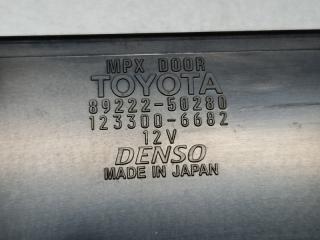 MPX DOOR
TOYOTA
89222-50280
123300-6682
12V
DENSO
MADE IN JAPAN